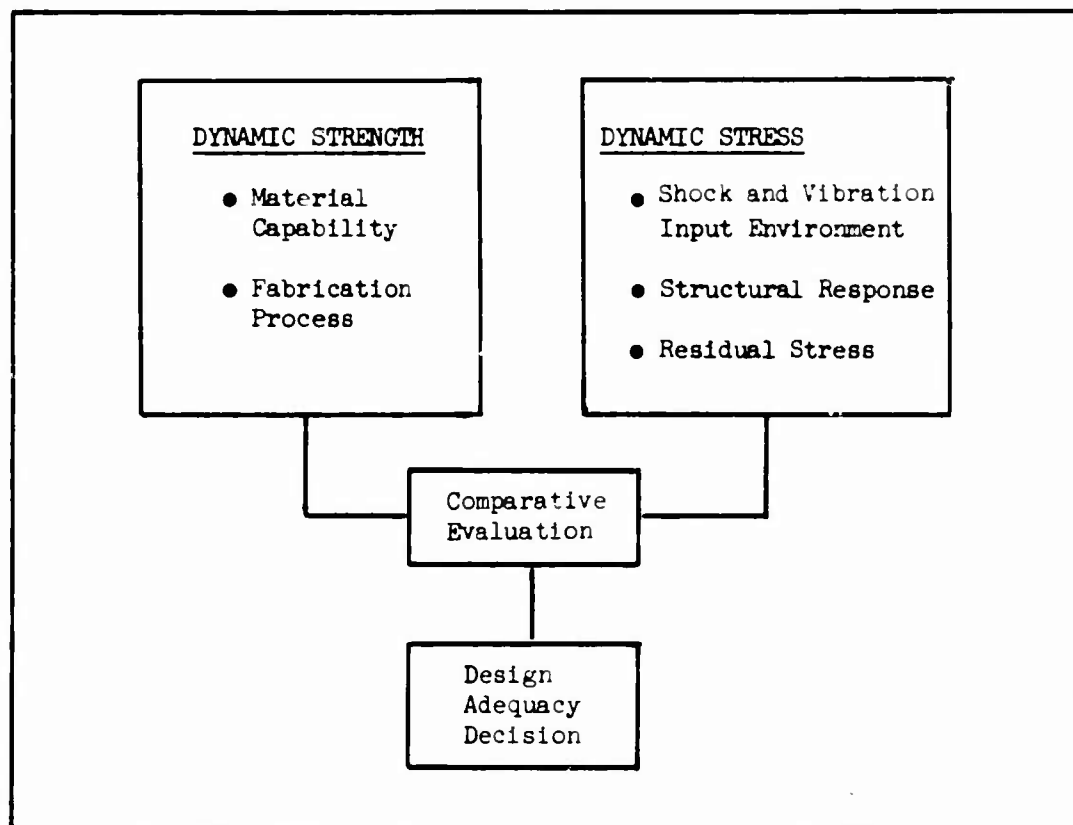 DYNAMIC STRENGTH
● Material
Capability
● Fabrication
Process
DYNAMIC STRESS
● Shock and Vibration
Input Environment
● Structural Response
● Residual Stress
Comparative
Evaluation
Design
Adequacy
Decision